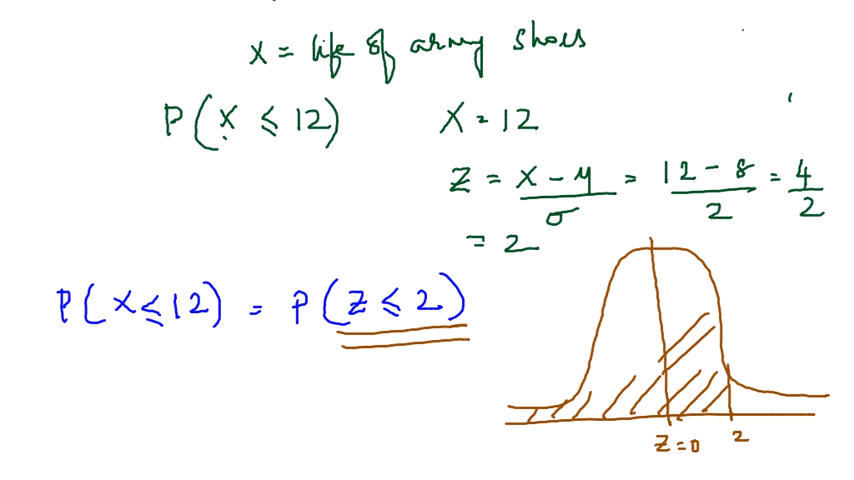 X = life of army shoes
P(X ≤ 12) X = 12
Z = X - μ / σ = 12 - 8 / 2 = 4 / 2
= 2
P(X ≤ 12) = P(Z ≤ 2)
Z = 0 2